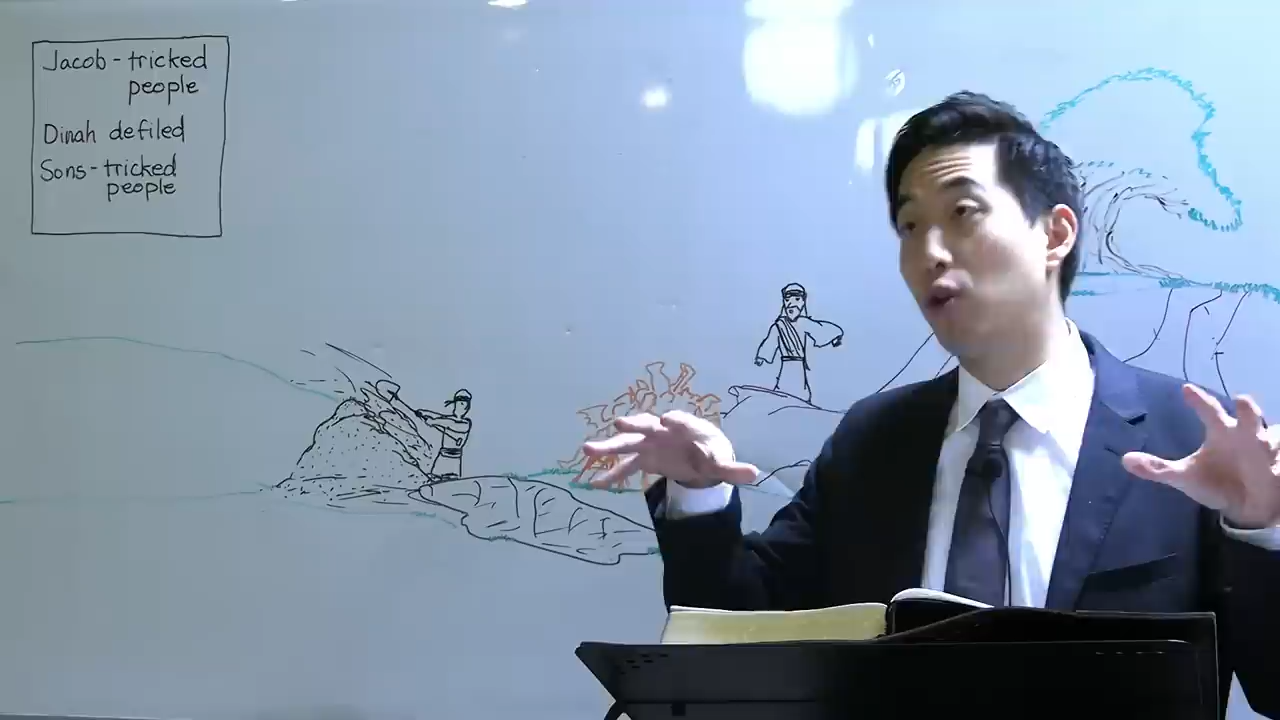 Jacob - tricked
people
Dinah defiled
Sons - tricked
people